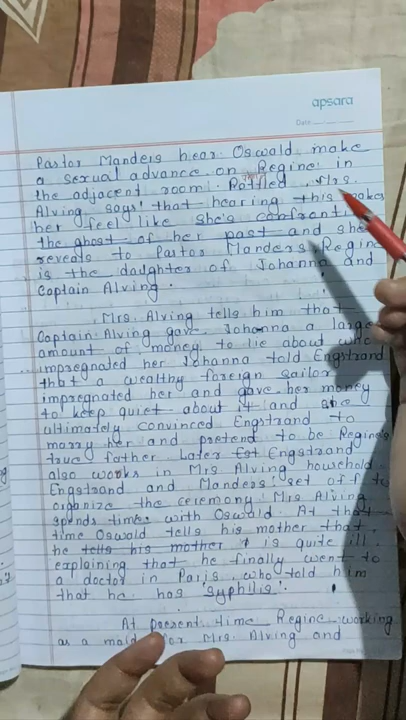 apsara
Date
Pastor Manders hear Oswald make
a sexual advance on Regine in
the adjacent room. Ratlled, Mrs.
Alving says that hearing this makes
her feel like she's confronti
the ghost of her past and she
reveals to Pastor Manders Regine
is the daughter of Johanna and
Captain Alving.
Mrs. Alving tells him that
Captain Alving gave Johanna a large
amount of money to lie about who
impregnated her Johanna told Engstrand
that a wealthy foreign sailor
impregnated her and gave her money
to keep quiet about it and she
ultimately convinced Engstrand to
marry her and pretend to be Regine's
true father. Later Engstrand
also works in Mrs Alving household
Engstrand and Manders set off to
organize the ceremony Mrs Alving
spends time with Oswald. At that
time Oswald tells his mother that
he tells his mother is quite ill
explaining that he finally went to
a doctor in Paris, who told him
that he has "syphilis".
At present time Regine working
as a maid for Mrs. Alving and